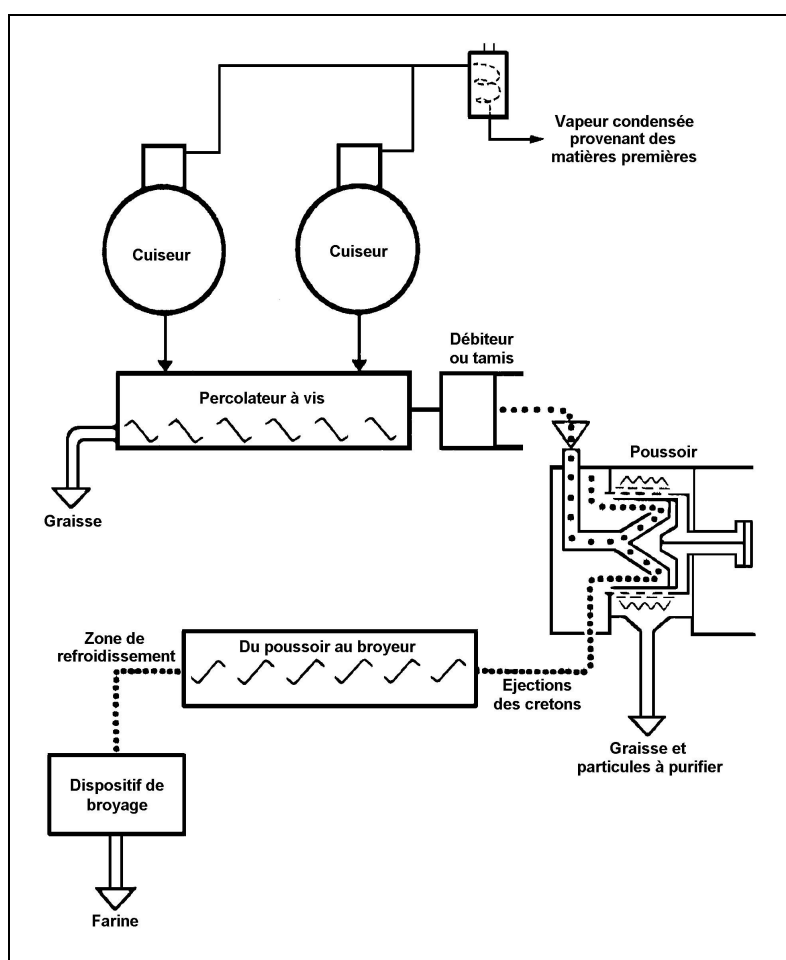 Vapeur condensée
provenant des
matières premières
Cuiseur
Cuiseur
Débiteur
ou tamis
Percolateur à vis
Poussoir
Graisse
Zone de
refroidissement
Du poussoir au broyeur
Ejections
des cretons
Graisse et
particules à purifier
Dispositif de
broyage
Farine